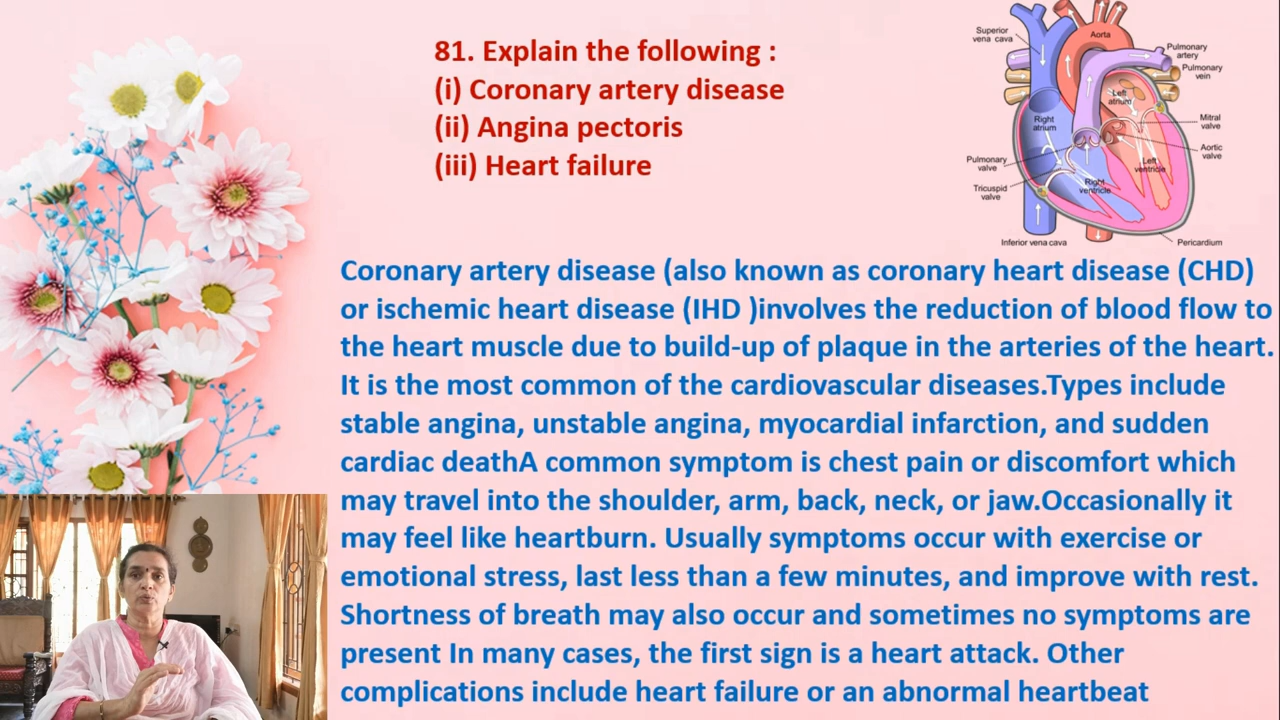 81. Explain the following :
(i) Coronary artery disease
(ii) Angina pectoris
(iii) Heart failure
Superior
vena cava
Aorta
Pulmonary
artery
Pulmonary
vein
Left
atrium
Right
atrium
Mitral
valve
Aortic
valve
Pulmonary
valve
Left
ventricle
Right
ventricle
Tricuspid
valve
Inferior vena cava
Pericardium
Coronary artery disease (also known as coronary heart disease (CHD)
or ischemic heart disease (IHD )involves the reduction of blood flow to
the heart muscle due to build-up of plaque in the arteries of the heart.
It is the most common of the cardiovascular diseases.Types include
stable angina, unstable angina, myocardial infarction, and sudden
cardiac deathA common symptom is chest pain or discomfort which
may travel into the shoulder, arm, back, neck, or jaw.Occasionally it
may feel like heartburn. Usually symptoms occur with exercise or
emotional stress, last less than a few minutes, and improve with rest.
Shortness of breath may also occur and sometimes no symptoms are
present In many cases, the first sign is a heart attack. Other
complications include heart failure or an abnormal heartbeat